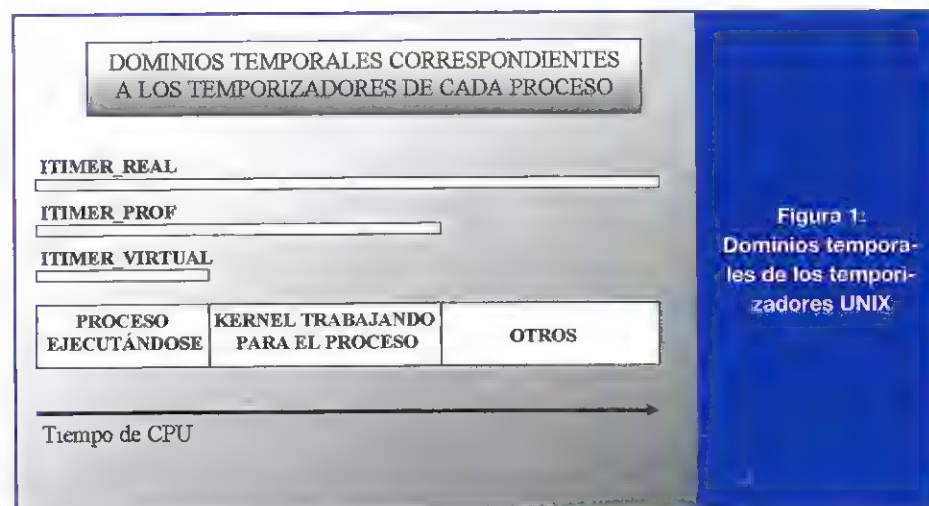 DOMINIOS TEMPORALES CORRESPONDIENTES
A LOS TEMPORIZADORES DE CADA PROCESO
ITIMER_REAL
ITIMER_PROF
ITIMER_VIRTUAL
PROCESO
EJECUTÁNDOSE
KERNEL TRABAJANDO
PARA EL PROCESO
OTROS
Tiempo de CPU
Figura 1:
Dominios tempora-
les de los tempori-
zadores UNIX